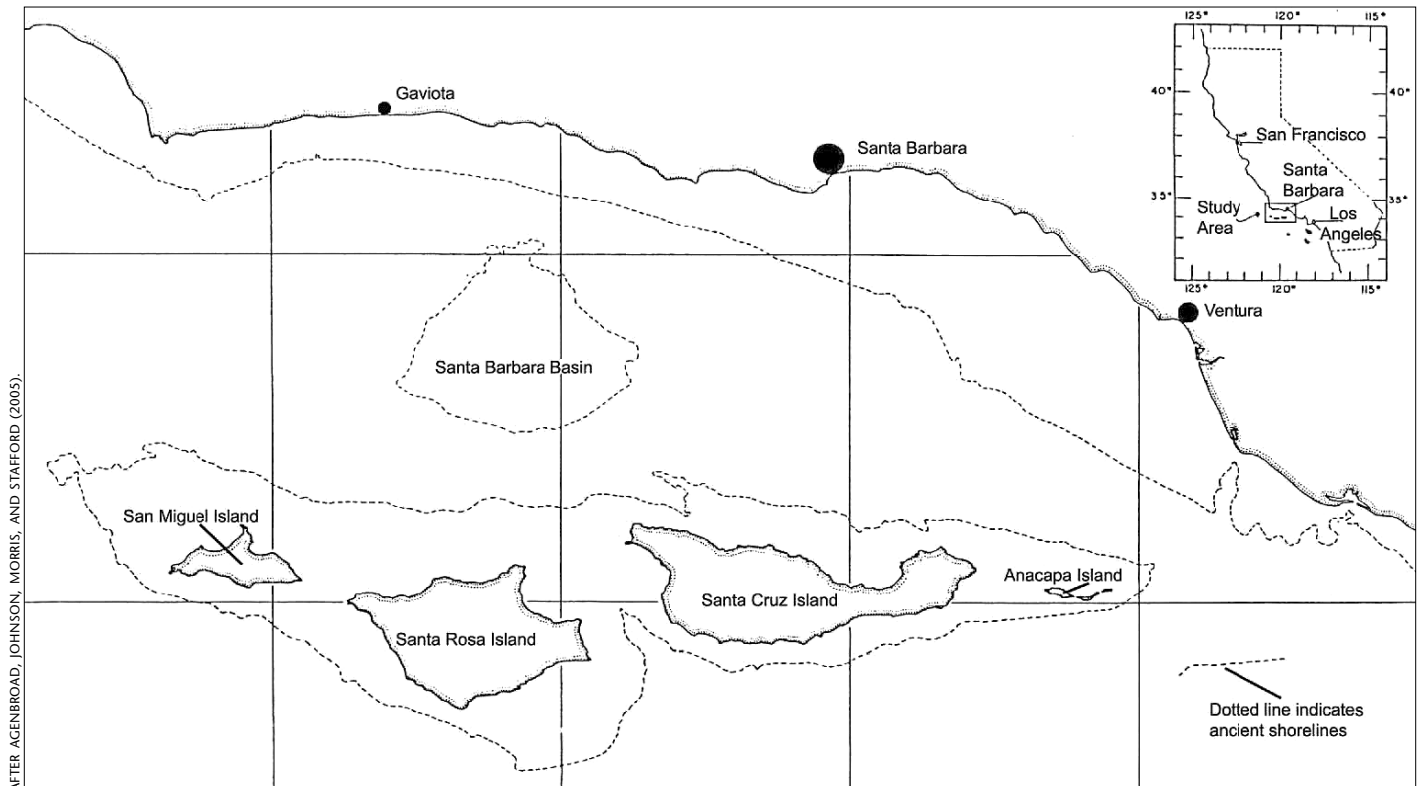 Gaviota
Santa Barbara
Santa Barbara Basin
San Miguel Island
Santa Rosa Island
Santa Cruz Island
Anacapa Island
Ventura
Dotted line indicates
ancient shorelines
125° 120° 115°
40° 40°
San Francisco
Santa
Barbara
35° 35°
Study
Area
Los
Angeles
125° 120° 115°
AFTER AGENBROAD, JOHNSON, MORRIS, AND STAFFORD (2005).